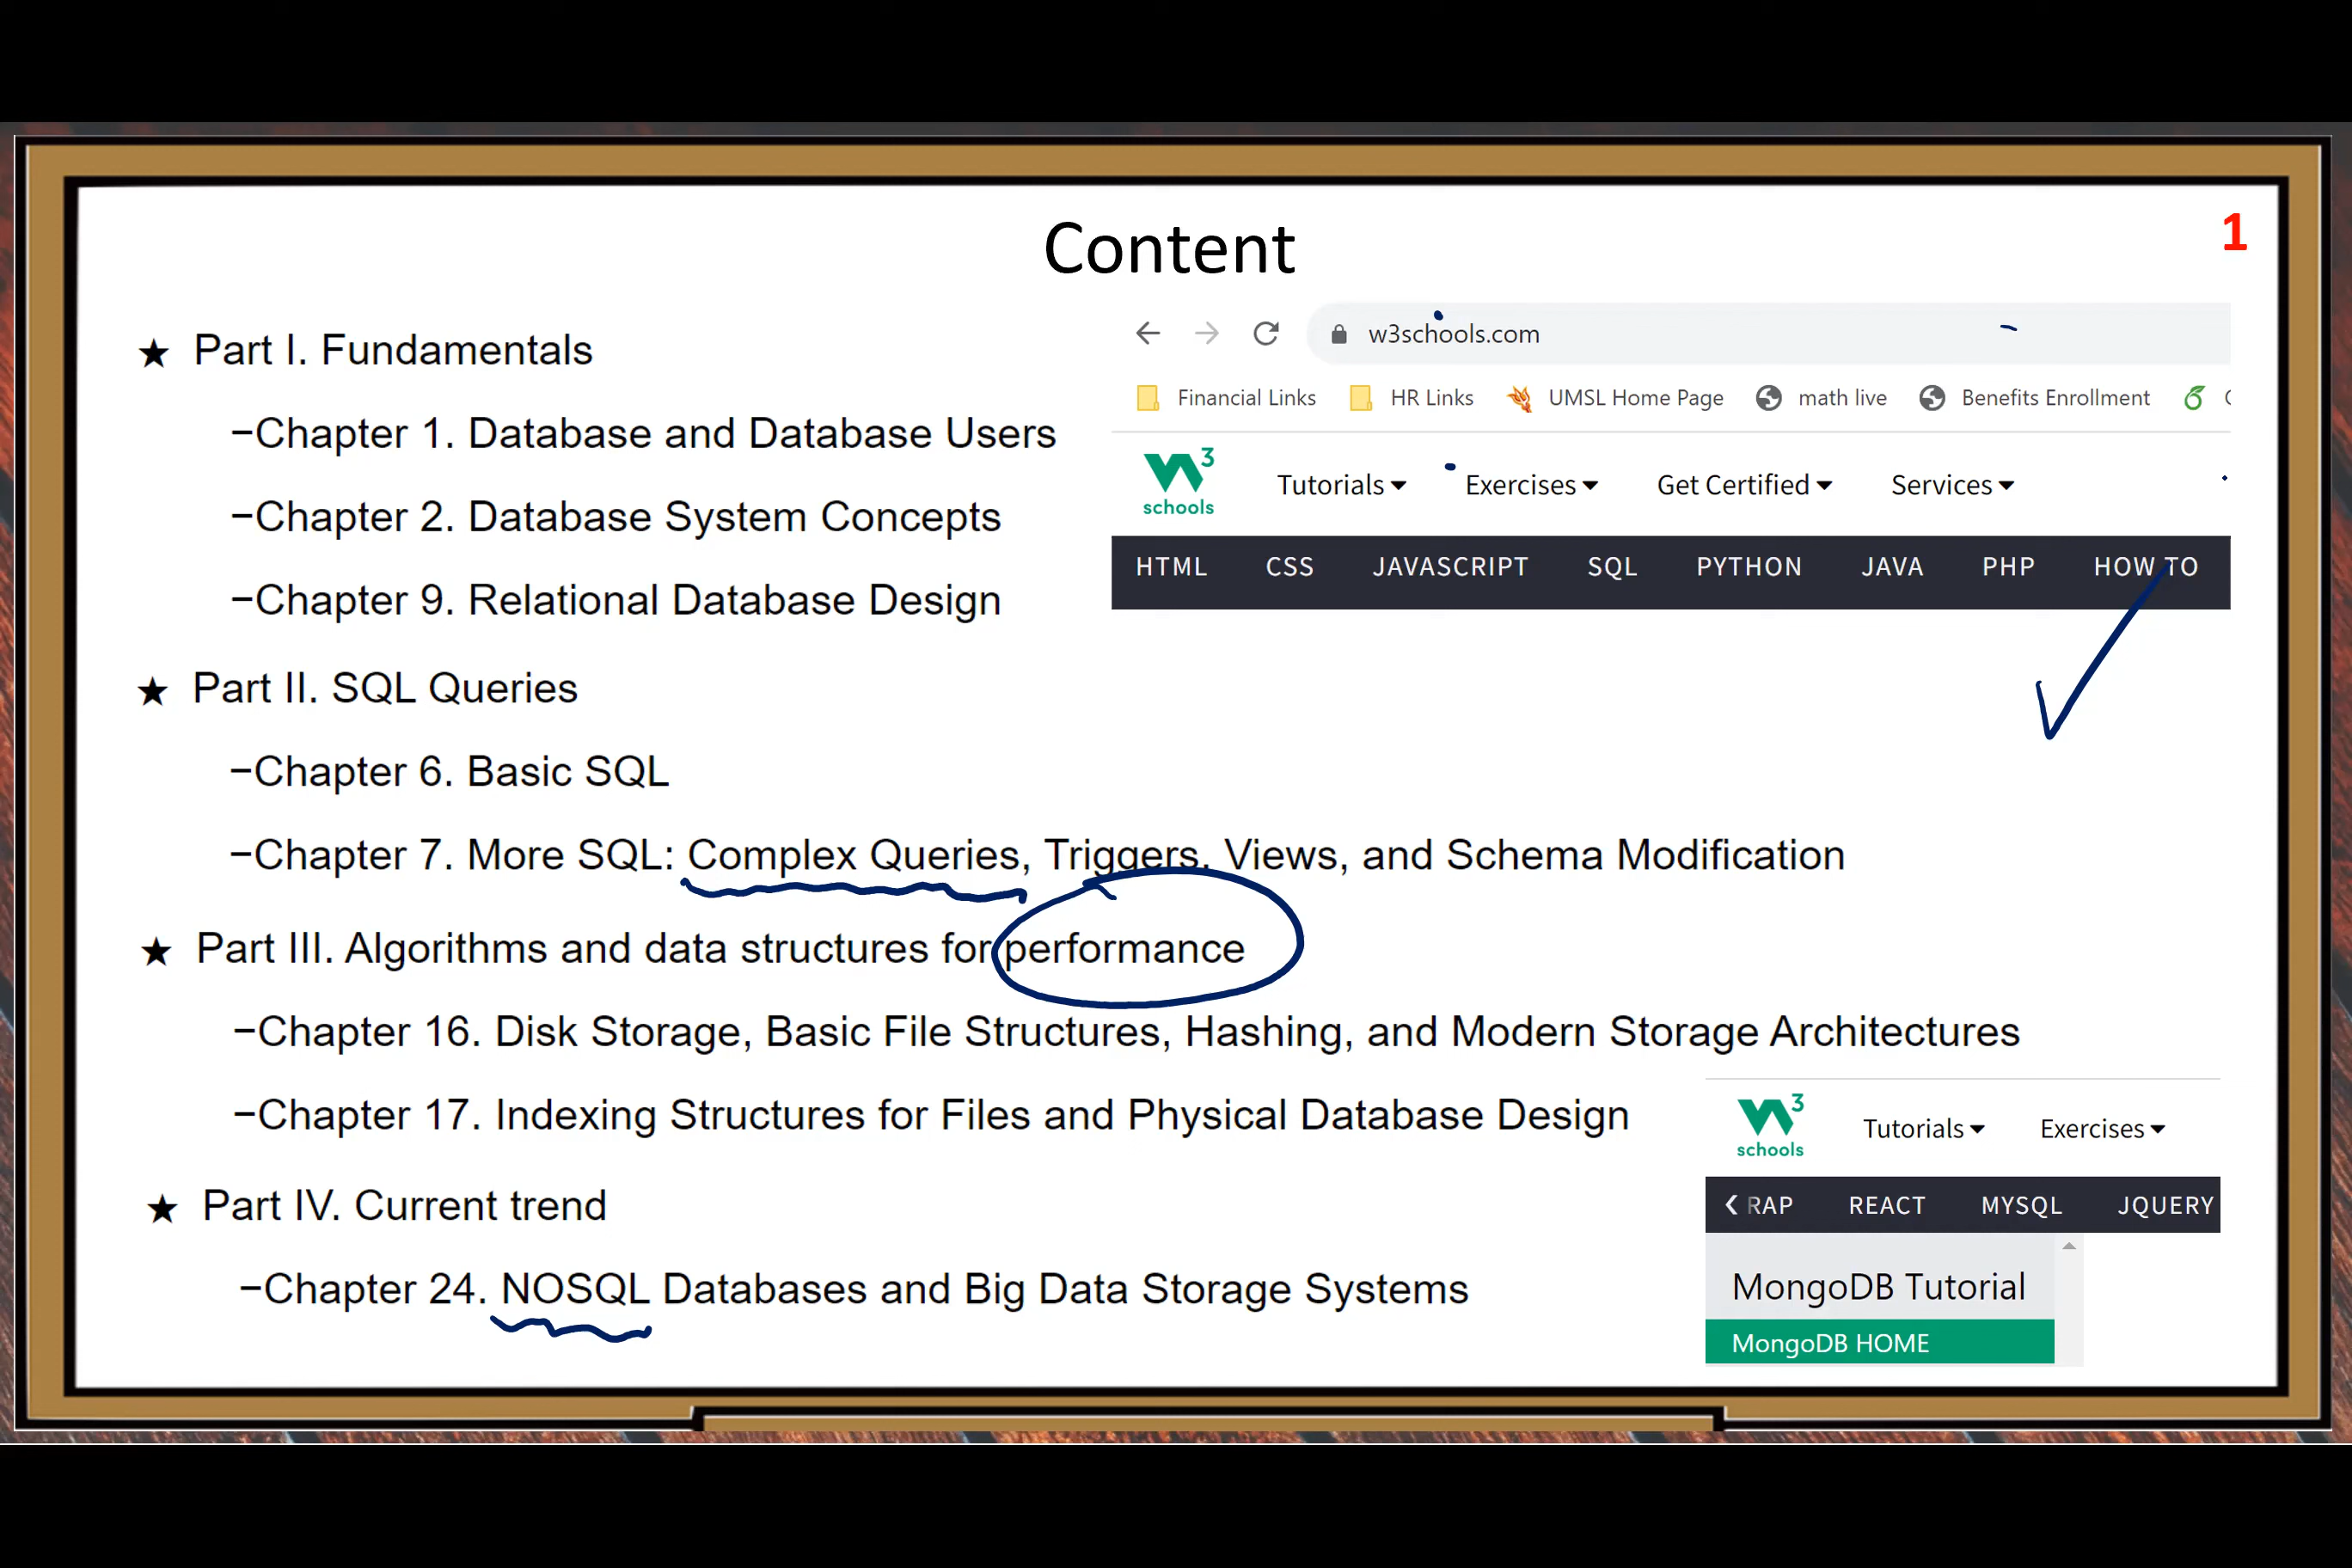 Content
1
★ Part I. Fundamentals
–Chapter 1. Database and Database Users
–Chapter 2. Database System Concepts
–Chapter 9. Relational Database Design
w3schools.com
Financial Links HR Links UMSL Home Page math live Benefits Enrollment
W3 schools Tutorials Exercises Get Certified Services
HTML CSS JAVASCRIPT SQL PYTHON JAVA PHP HOW TO
★ Part II. SQL Queries
–Chapter 6. Basic SQL
–Chapter 7. More SQL: Complex Queries, Triggers, Views, and Schema Modification
★ Part III. Algorithms and data structures for performance
–Chapter 16. Disk Storage, Basic File Structures, Hashing, and Modern Storage Architectures
–Chapter 17. Indexing Structures for Files and Physical Database Design
★ Part IV. Current trend
–Chapter 24. NOSQL Databases and Big Data Storage Systems
W3 schools Tutorials Exercises
❮ RAP REACT MYSQL JQUERY
MongoDB Tutorial
MongoDB HOME